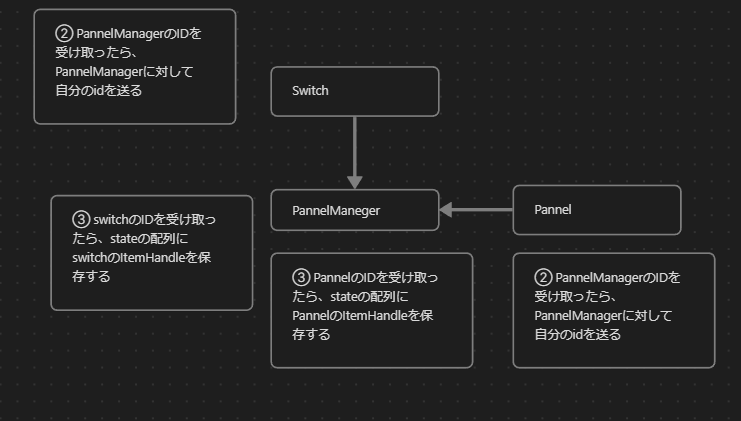 ② PannelManagerのIDを
受け取ったら、
PannelManagerに対して
自分のidを送る
Switch
③ switchのIDを受け取っ
たら、stateの配列に
switchのItemHandleを保
存する
PannelManeger
Pannel
③ PannelのIDを受け取っ
たら、stateの配列に
PannelのItemHandleを保
存する
② PannelManagerのIDを
受け取ったら、
PannelManagerに対して
自分のidを送る